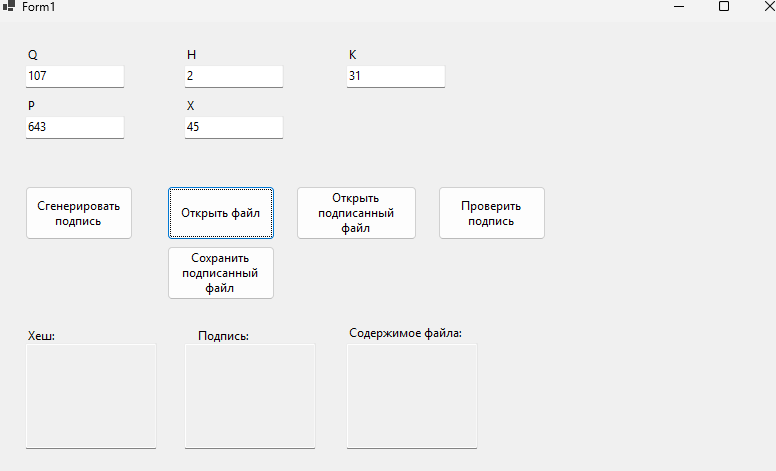 Form1
Q
H
K
107
2
31
P
X
643
45
Сгенерировать
подпись
Открыть файл
Открыть
подписанный
файл
Проверить
подпись
Сохранить
подписанный
файл
Хеш:
Подпись:
Содержимое файла: